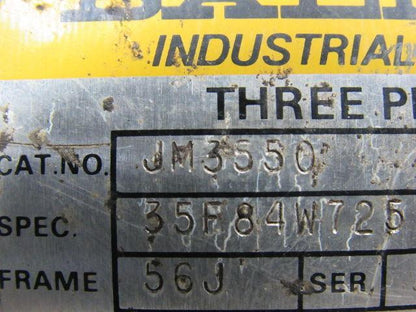 INDUSTRIAL
THREE P
CAT.NO. JM3550
SPEC. 35F84W725
FRAME 56J SER.